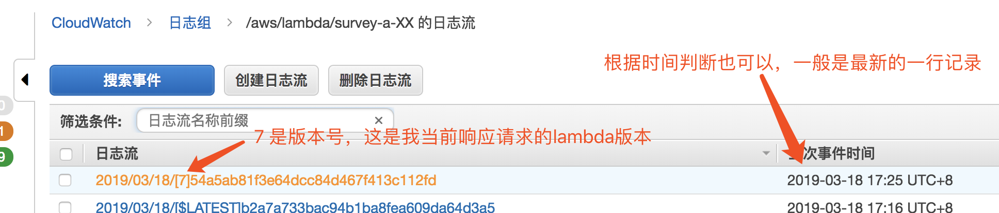 CloudWatch > 日志组 > /aws/lambda/survey-a-XX 的日志流
根据时间判断也可以，一般是最新的一行记录
搜索事件 创建日志流 删除日志流
0
筛选条件: 日志流名称前缀 ×
1
7 是版本号，这是我当前响应请求的lambda版本
9
日志流 次事件时间
2019/03/18/[7]54a5ab81f3e64dcc84d467f413c112fd 2019-03-18 17:25 UTC+8
2019/03/18/[$LATEST]b2a7a733bac94b1ba8fea609da64d3a5 2019-03-18 17:16 UTC+8